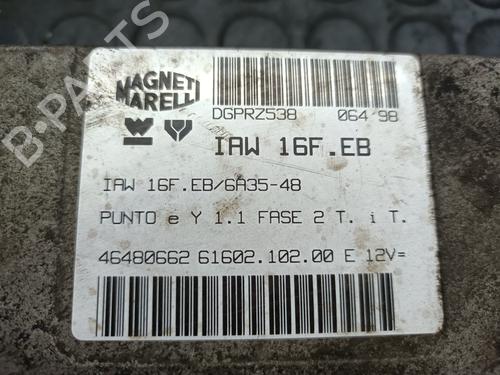 MAGNETI
MARELLI
DGPRZ538 064 98
IAW 16F.EB
IAW 16F.EB/6A35-48
PUNTO e Y 1.1 FASE 2 T. i T.
46480662 61602.102.00 E 12V=
B-PARTS